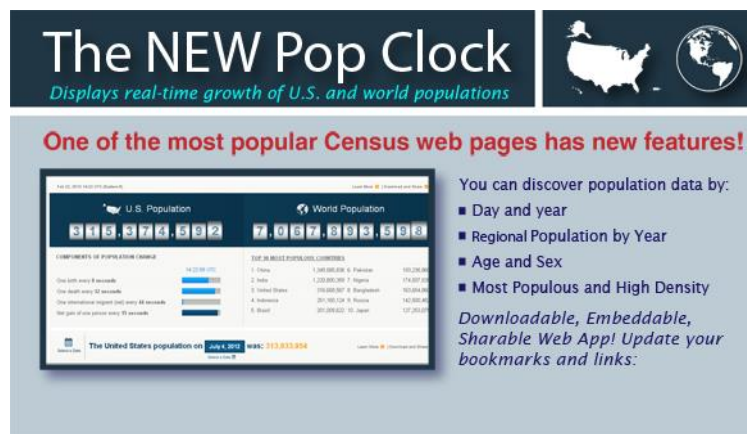 The NEW Pop Clock
Displays real-time growth of U.S. and world populations
One of the most popular Census web pages has new features!
U.S. Population
World Population
315,374,592
7,067,893,598
COMPONENTS OF POPULATION CHANGE
TOP 10 MOST POPULOUS COUNTRIES
One birth every 8 seconds
One death every 12 seconds
One international migrant (net) every 44 seconds
Net gain of one person every 15 seconds
1. China
6. Pakistan
2. India
7. Nigeria
3. United States
8. Bangladesh
4. Indonesia
9. Russia
5. Brazil
10. Japan
The United States population on July 4, 2012 was: 313,933,954
Select a Date
You can discover population data by:
■ Day and year
■ Regional Population by Year
■ Age and Sex
■ Most Populous and High Density
Downloadable, Embeddable,
Sharable Web App! Update your
bookmarks and links: